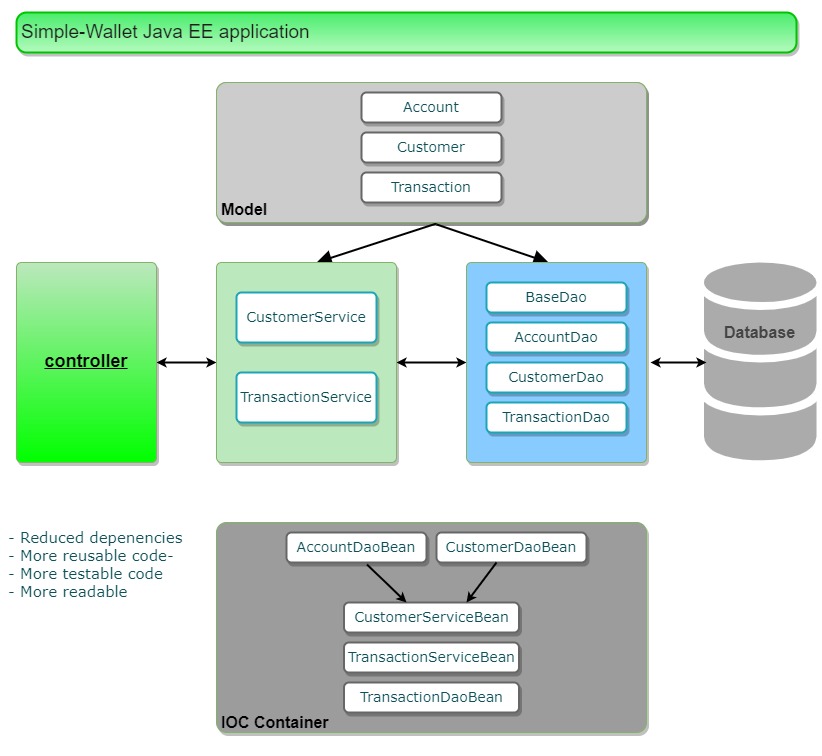 Simple-Wallet Java EE application
Account
Customer
Transaction
Model
controller
CustomerService
TransactionService
BaseDao
AccountDao
CustomerDao
TransactionDao
Database
- Reduced depenencies
- More reusable code-
- More testable code
- More readable
AccountDaoBean
CustomerDaoBean
CustomerServiceBean
TransactionServiceBean
TransactionDaoBean
IOC Container